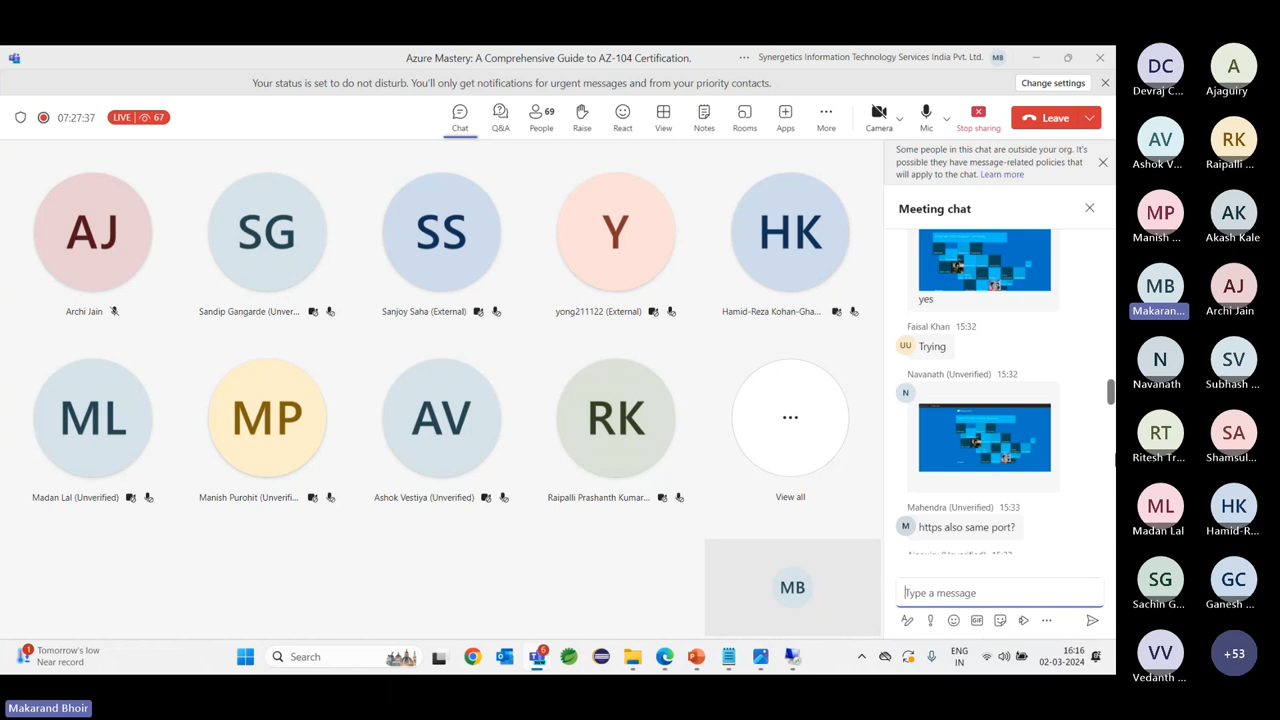 Azure Mastery: A Comprehensive Guide to AZ-104 Certification.
Synergetics Information Technology Services India Pvt. Ltd.
MB
Your status is set to do not disturb. You'll only get notifications for urgent messages and from your priority contacts.
Change settings
07:27:37
LIVE
67
Chat
Q&A
69
People
Raise
React
View
Notes
Rooms
Apps
More
Camera
Mic
Stop sharing
Leave
AJ
SG
SS
Y
HK
Archi Jain
Sandip Gangarde (Unver...
Sanjoy Saha (External)
yong211122 (External)
Hamid-Reza Kohan-Gha...
ML
MP
AV
RK
Madan Lal (Unverified)
Manish Purohit (Unverifi...
Ashok Vestiya (Unverified)
Raipalli Prashanth Kumar...
View all
MB
Some people in this chat are outside your org. It's
possible they have message-related policies that
will apply to the chat. Learn more
Meeting chat
yes
Faisal Khan 15:32
UU
Trying
Navanath (Unverified) 15:32
N
Mahendra (Unverified) 15:33
M
https also same port?
Type a message
1
Tomorrow's low
Near record
Search
6
ENG
IN
16:16
02-03-2024
DC
Devraj C...
A
Ajaguiry
AV
Ashok V...
RK
Raipalli ...
MP
Manish ...
AK
Akash Kale
MB
Makaran...
AJ
Archi Jain
N
Navanath
SV
Subhash ...
RT
Ritesh Tr...
SA
Shamsul...
ML
Madan Lal
HK
Hamid-R...
SG
Sachin G...
GC
Ganesh ...
VV
Vedanth ...
+53
Makarand Bhoir